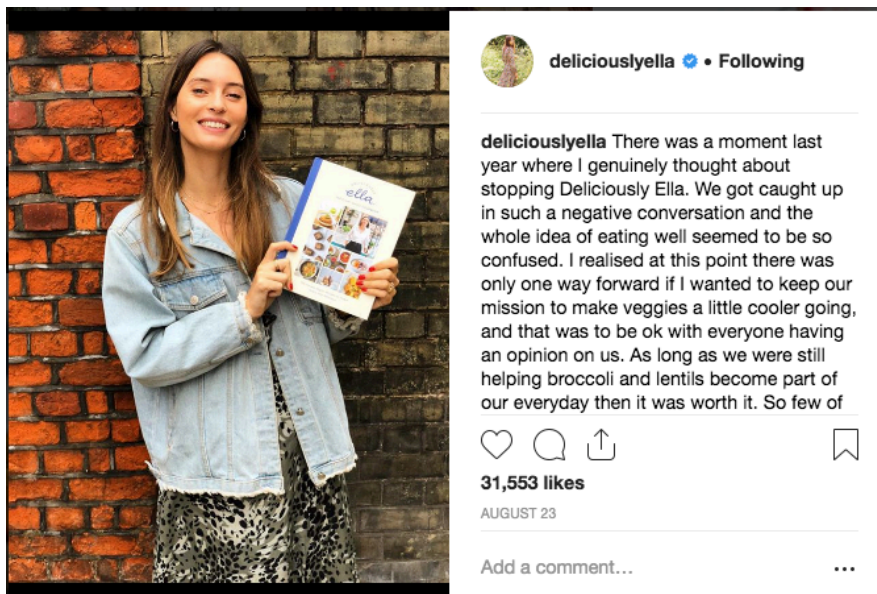 ella
deliciouslyella • Following
deliciouslyella There was a moment last
year where I genuinely thought about
stopping Deliciously Ella. We got caught up
in such a negative conversation and the
whole idea of eating well seemed to be so
confused. I realised at this point there was
only one way forward if I wanted to keep our
mission to make veggies a little cooler going,
and that was to be ok with everyone having
an opinion on us. As long as we were still
helping broccoli and lentils become part of
our everyday then it was worth it. So few of
31,553 likes
AUGUST 23
Add a comment...